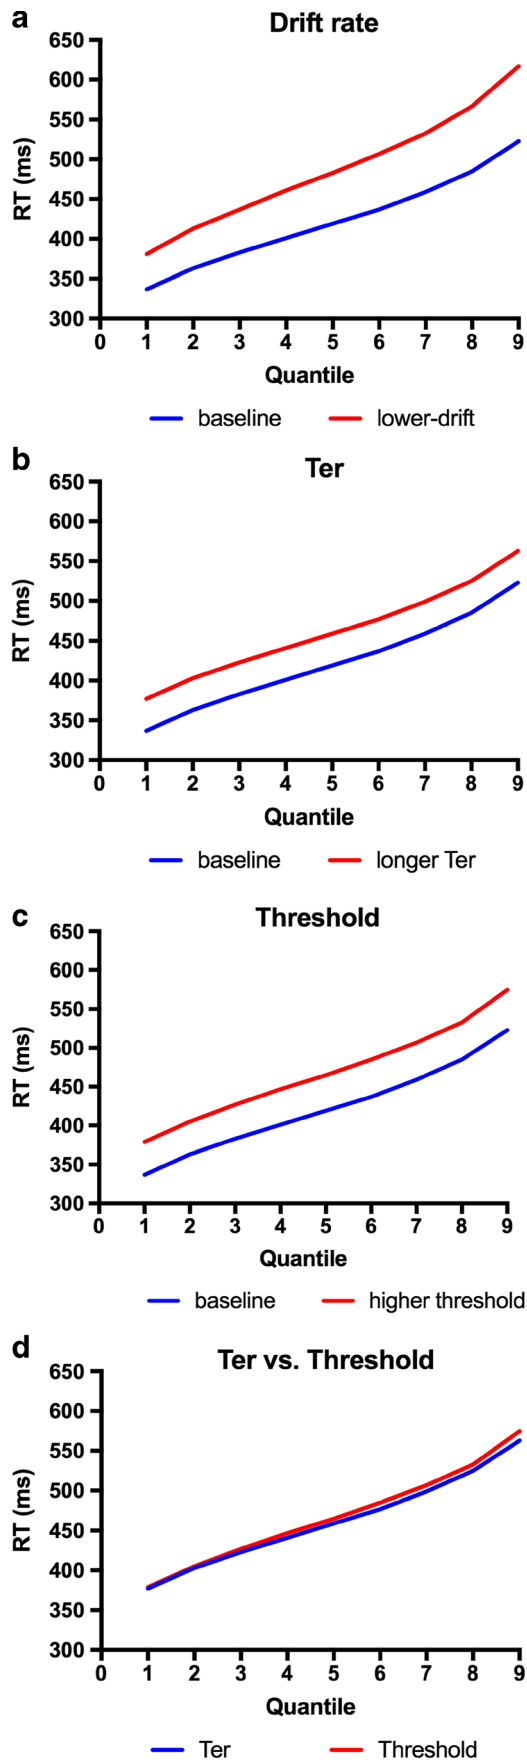 a
Drift rate
650
600
550
500
450
400
350
300
RT (ms)
0 1 2 3 4 5 6 7 8 9
Quantile
baseline lower-drift
b
Ter
650
600
550
500
450
400
350
300
RT (ms)
0 1 2 3 4 5 6 7 8 9
Quantile
baseline longer Ter
c
Threshold
650
600
550
500
450
400
350
300
RT (ms)
0 1 2 3 4 5 6 7 8 9
Quantile
baseline higher threshold
d
Ter vs. Threshold
650
600
550
500
450
400
350
300
RT (ms)
0 1 2 3 4 5 6 7 8 9
Quantile
Ter Threshold